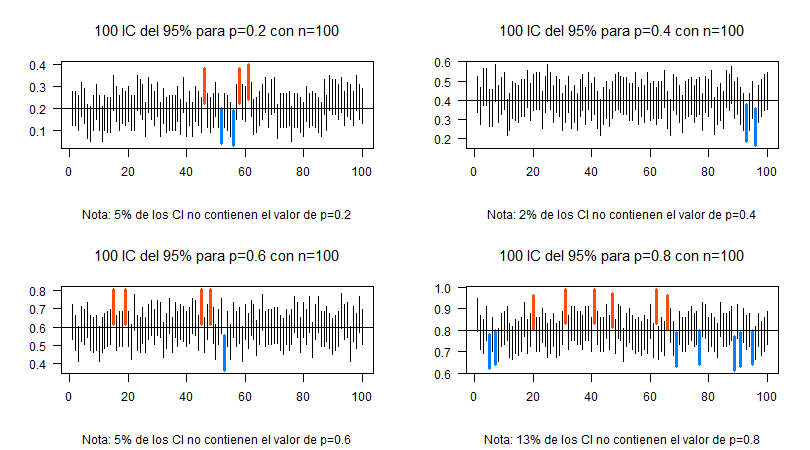 100 IC del 95% para p=0.2 con n=100
0.4
0.3
0.2
0.1
0 20 40 60 80 100
Nota: 5% de los CI no contienen el valor de p=0.2
100 IC del 95% para p=0.4 con n=100
0.6
0.5
0.4
0.3
0.2
0 20 40 60 80 100
Nota: 2% de los CI no contienen el valor de p=0.4
100 IC del 95% para p=0.6 con n=100
0.8
0.7
0.6
0.5
0.4
0 20 40 60 80 100
Nota: 5% de los CI no contienen el valor de p=0.6
100 IC del 95% para p=0.8 con n=100
1.0
0.9
0.8
0.7
0.6
0 20 40 60 80 100
Nota: 13% de los CI no contienen el valor de p=0.8